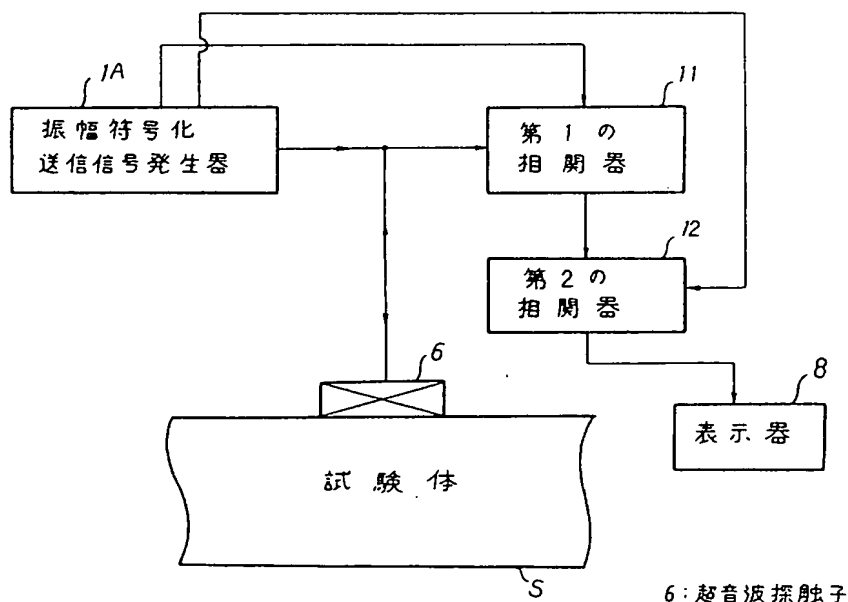 1A
振幅符号化
送信信号発生器
11
第1の
相関器
12
第2の
相関器
6
8
表示器
試験体
S
6:超音波探触子